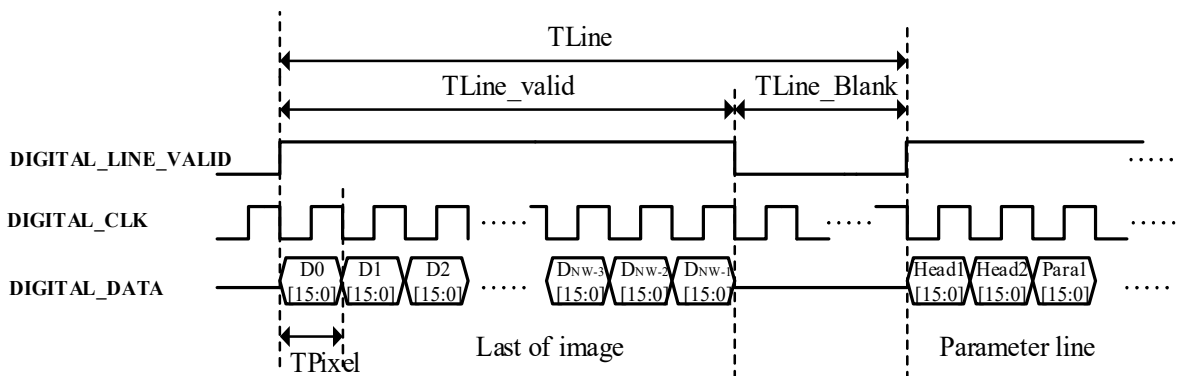 TLine
TLine_valid TLine_Blank
DIGITAL_LINE_VALID .....
DIGITAL_CLK ..... ..... .....
DIGITAL_DATA D0 D1 D2 ..... DNW-3 DNW-2 DNW-1 Head1 Head2 Para1 .....
[15:0] [15:0] [15:0] [15:0] [15:0] [15:0] [15:0] [15:0] [15:0]
TPixel Last of image Parameter line